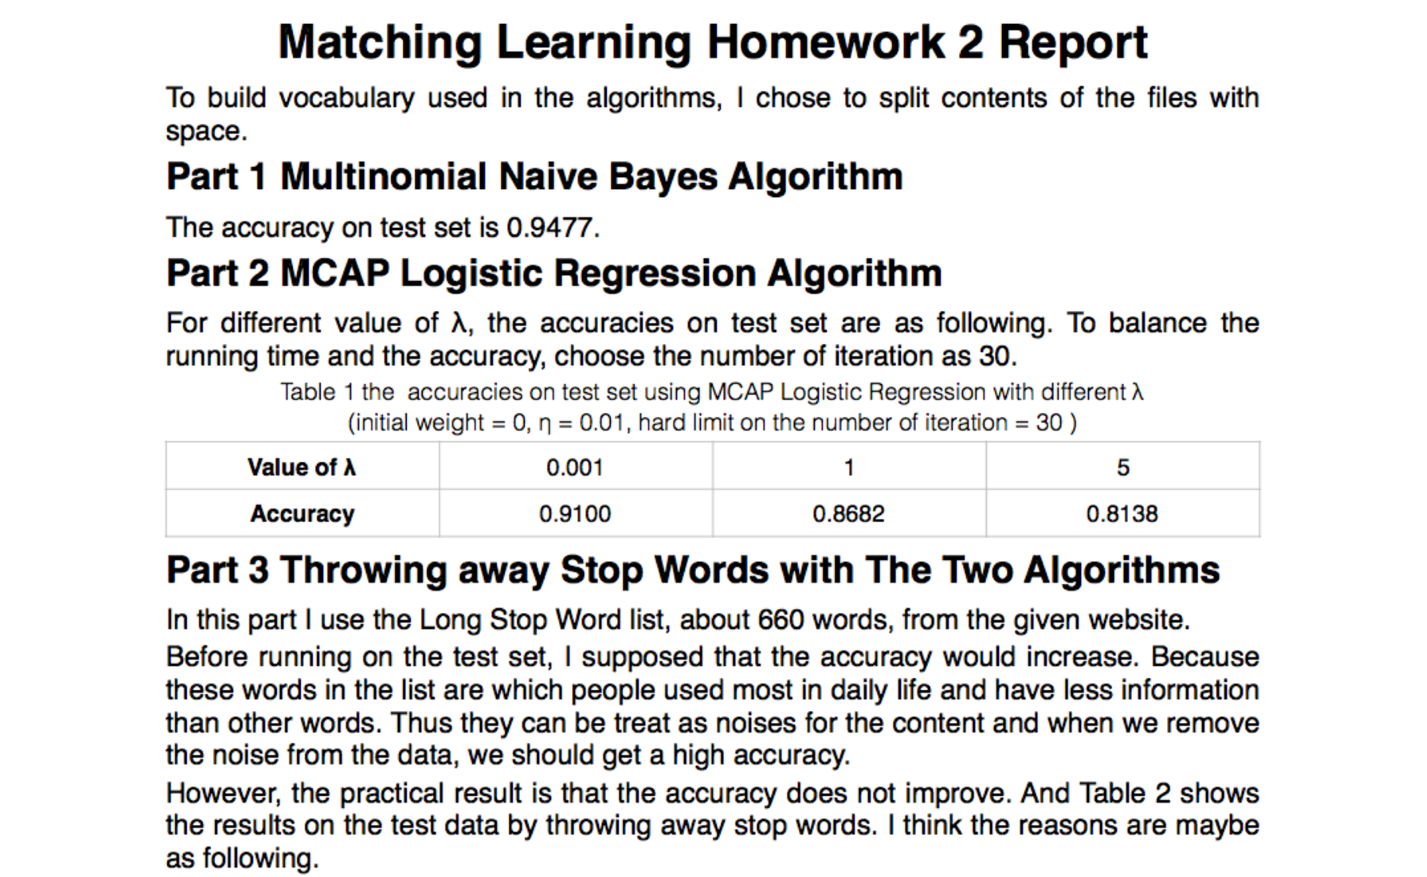 Matching Learning Homework 2 Report
To build vocabulary used in the algorithms, I chose to split contents of the files with
space.
Part 1 Multinomial Naive Bayes Algorithm
The accuracy on test set is 0.9477.
Part 2 MCAP Logistic Regression Algorithm
For different value of λ, the accuracies on test set are as following. To balance the
running time and the accuracy, choose the number of iteration as 30.
Table 1 the  accuracies on test set using MCAP Logistic Regression with different λ
(initial weight = 0, η = 0.01, hard limit on the number of iteration = 30 )
Value of λ 0.001 1 5
Accuracy 0.9100 0.8682 0.8138
Part 3 Throwing away Stop Words with The Two Algorithms
In this part I use the Long Stop Word list, about 660 words, from the given website.
Before running on the test set, I supposed that the accuracy would increase. Because
these words in the list are which people used most in daily life and have less information
than other words. Thus they can be treat as noises for the content and when we remove
the noise from the data, we should get a high accuracy.
However, the practical result is that the accuracy does not improve. And Table 2 shows
the results on the test data by throwing away stop words. I think the reasons are maybe
as following.